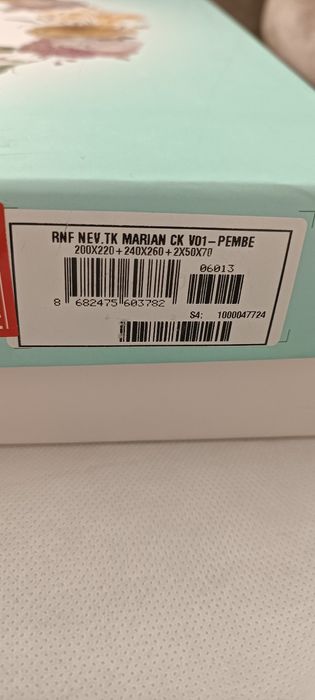 RNF NEV.TK MARIAN CK V01-PEMBE
200X220+240X260+2X50X70
06013
8 682475 603782
S4: 1000047724